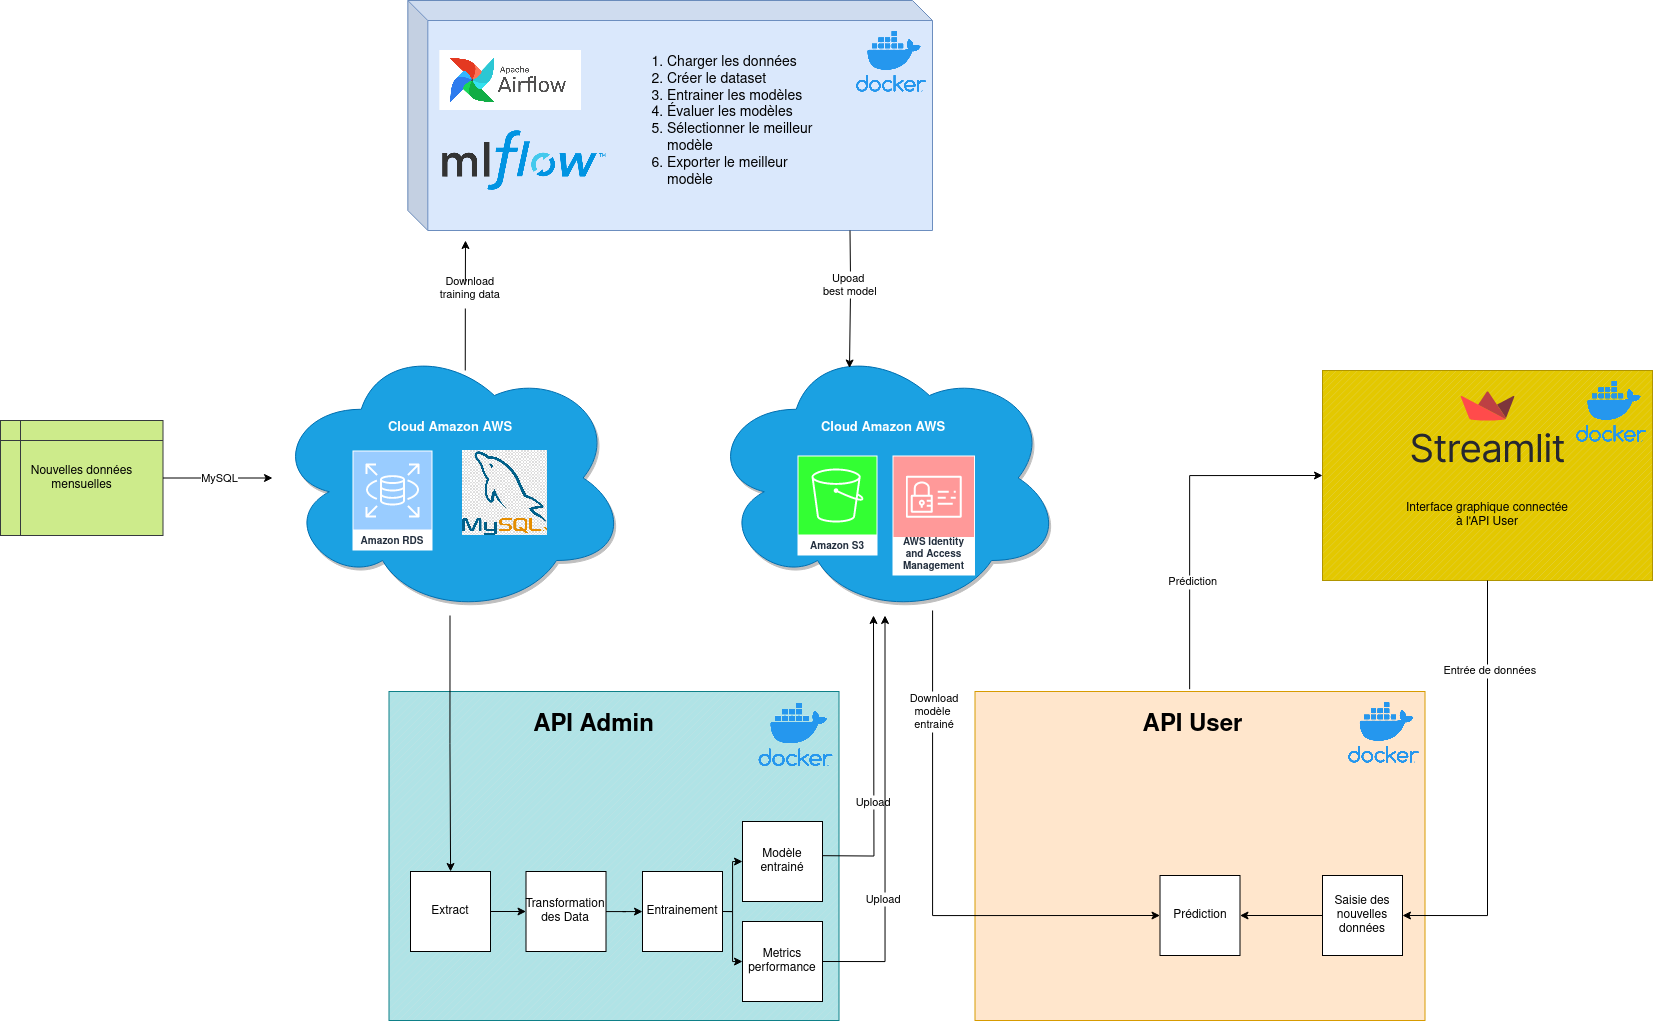 Apache
Airflow
mlflow™
1. Charger les données
2. Créer le dataset
3. Entrainer les modèles
4. Évaluer les modèles
5. Sélectionner le meilleur
modèle
6. Exporter le meilleur
modèle
docker
Download
training data
Upoad
best model
Nouvelles données
mensuelles
MySQL
Cloud Amazon AWS
Amazon RDS
MySQL
Cloud Amazon AWS
Amazon S3
AWS Identity
and Access
Management
Streamlit
docker
Interface graphique connectée
à l'API User
Prédiction
Entrée de données
API Admin
docker
Extract
Transformation
des Data
Entrainement
Modèle
entrainé
Metrics
performance
Upload
Upload
Download
modèle
entrainé
API User
docker
Prédiction
Saisie des
nouvelles
données